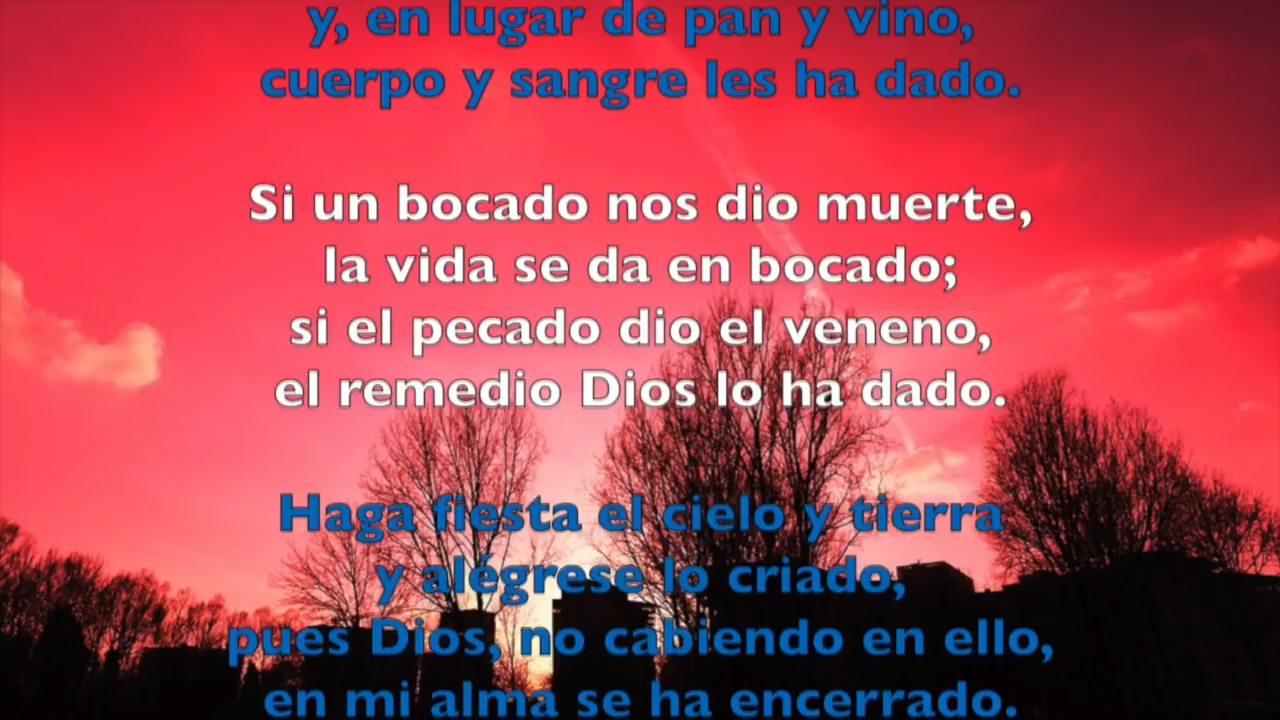 y, en lugar de pan y vino,
cuerpo y sangre les ha dado.
Si un bocado nos dio muerte,
la vida se da en bocado;
si el pecado dio el veneno,
el remedio Dios lo ha dado.
Haga fiesta el cielo y tierra
y alégrese lo criado,
pues Dios, no cabiendo en ello,
en mi alma se ha encerrado.